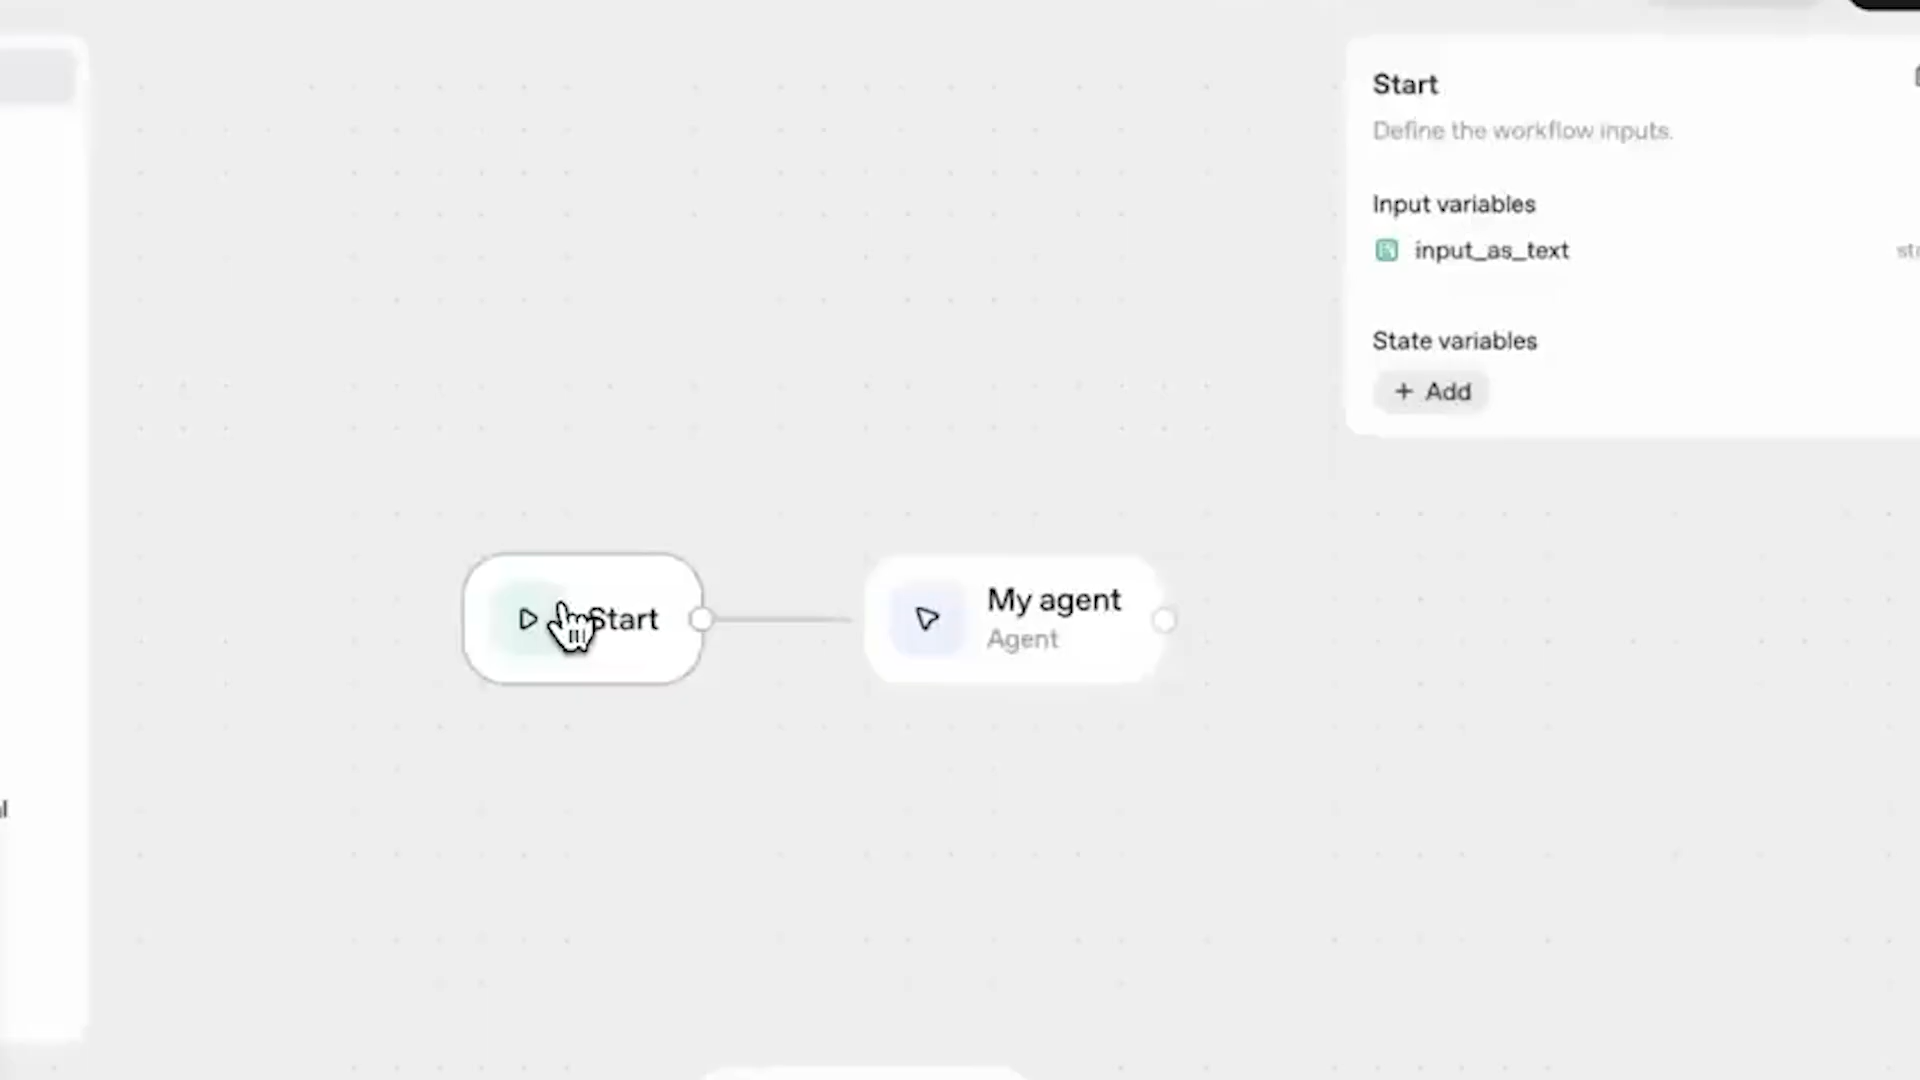 Start
Define the workflow inputs.
Input variables
input_as_text
State variables
+ Add
Start
My agent
Agent